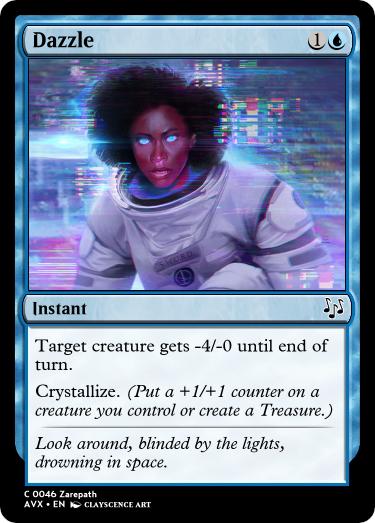 Dazzle 1
Instant
Target creature gets -4/-0 until end of
turn.
Crystallize. (Put a +1/+1 counter on a
creature you control or create a Treasure.)
Look around, blinded by the lights,
drowning in space.
C 0046 Zarepath
AVX • EN CLAYSCIENCE ART